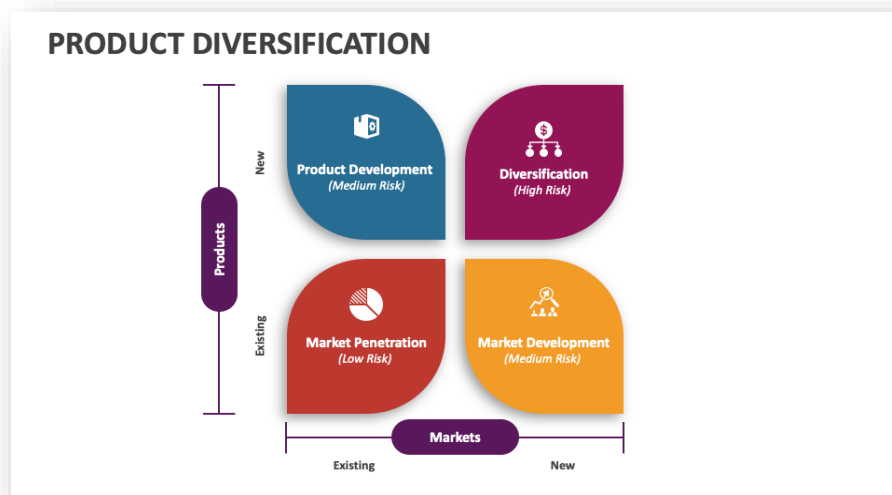 PRODUCT DIVERSIFICATION
Products
New
Existing
Product Development
(Medium Risk)
$
Diversification
(High Risk)
Market Penetration
(Low Risk)
Market Development
(Medium Risk)
Markets
Existing
New